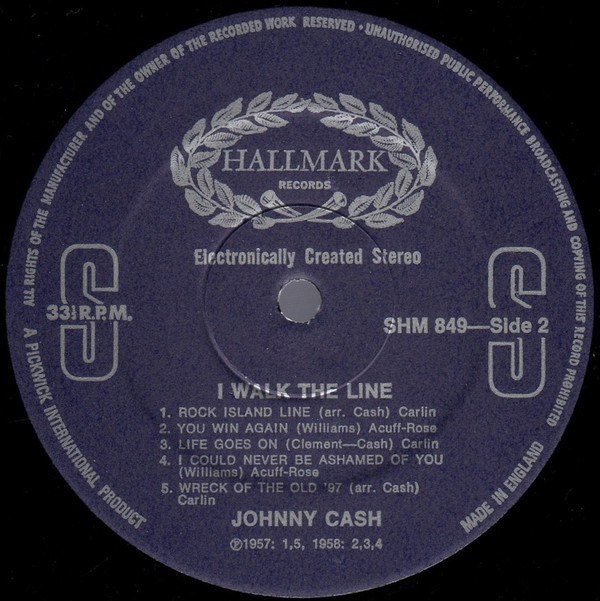 ALL RIGHTS OF THE MANUFACTURER AND OF THE OWNER OF THE RECORDED WORK RESERVED · UNAUTHORISED PUBLIC PERFORMANCE BROADCASTING AND COPYING OF THIS RECORD PROHIBITED
HALLMARK
RECORDS
Electronically Created Stereo
33⅓ R.P.M.
SHM 849—Side 2
I WALK THE LINE
1. ROCK ISLAND LINE (arr. Cash) Carlin
2. YOU WIN AGAIN (Williams) Acuff-Rose
3. LIFE GOES ON (Clement—Cash) Carlin
4. I COULD NEVER BE ASHAMED OF YOU
(Williams) Acuff-Rose
5. WRECK OF THE OLD '97 (arr. Cash)
Carlin
JOHNNY CASH
Ⓟ1957: 1,5, 1958: 2,3,4
A PICKWICK INTERNATIONAL PRODUCT
MADE IN ENGLAND